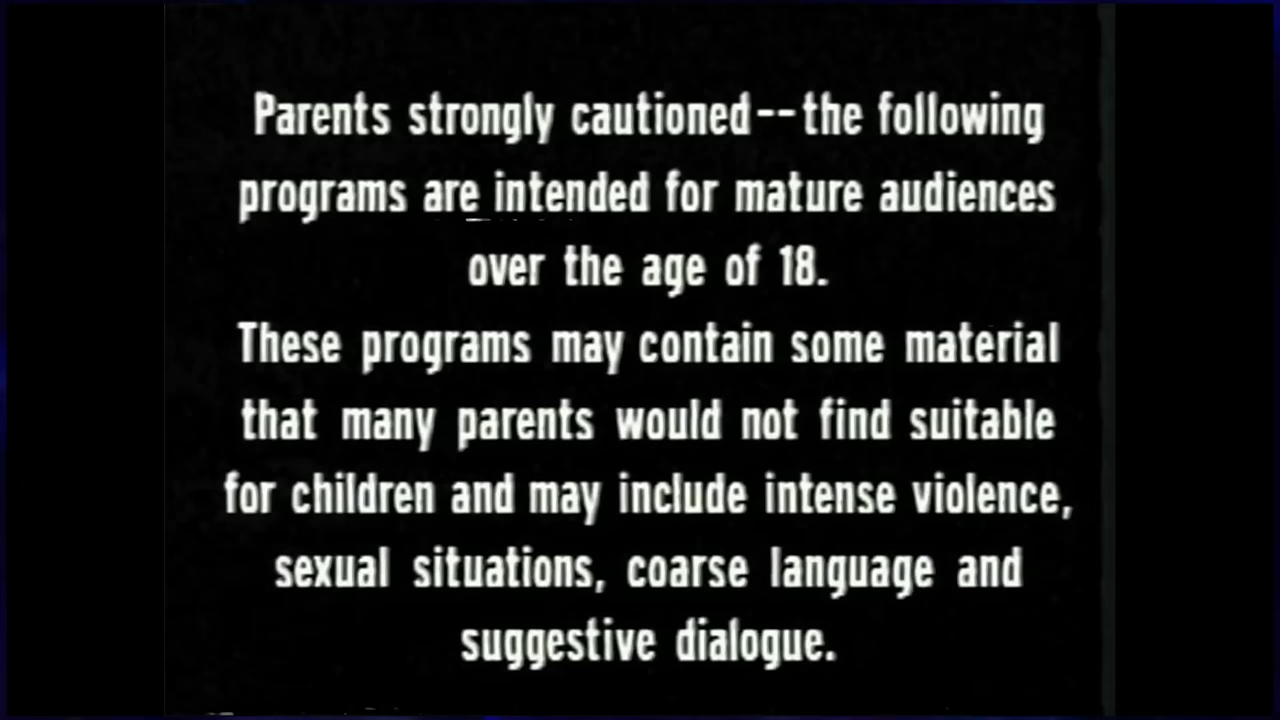 Parents strongly cautioned--the following
programs are intended for mature audiences
over the age of 18.
These programs may contain some material
that many parents would not find suitable
for children and may include intense violence,
sexual situations, coarse language and
suggestive dialogue.